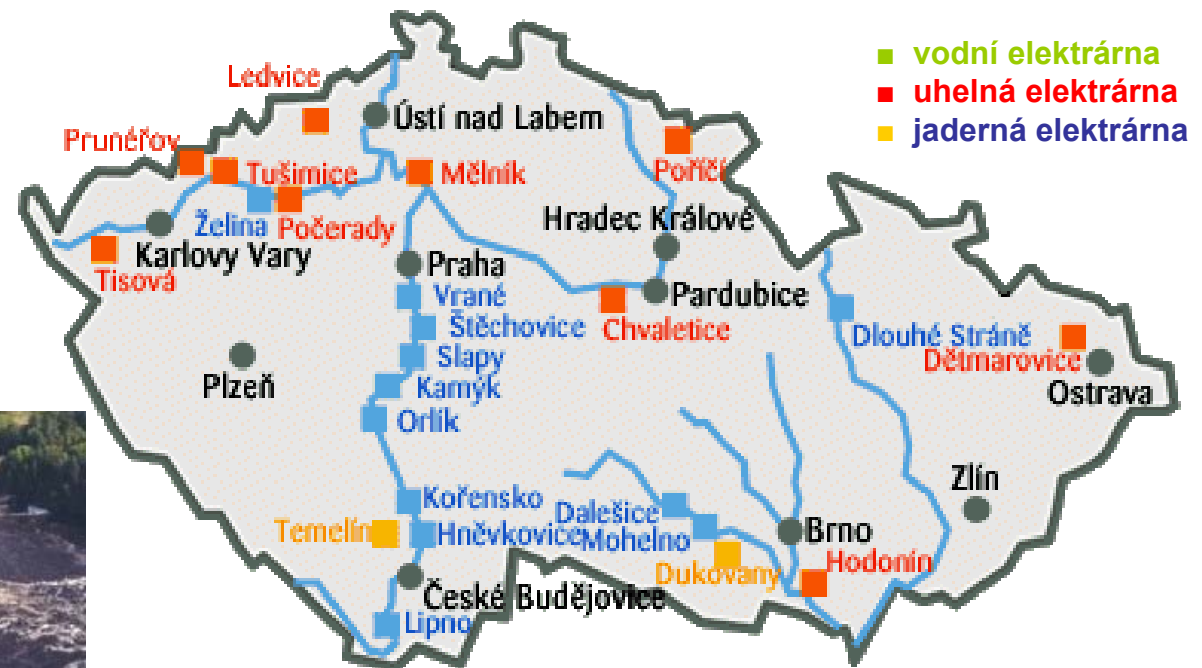 vodní elektrárna
uhelná elektrárna
jaderná elektrárna
Ledvice
Ústí nad Labem
Prunéřov
Tušimice
Mělník
Poříčí
Želina
Počerady
Hradec Králové
Karlovy Vary
Tisová
Praha
Vrané
Pardubice
Štěchovice
Chvaletice
Dlouhé Stráně
Slapy
Dětmarovice
Plzeň
Kamýk
Ostrava
Orlík
Zlín
Kořensko
Dalešice
Temelín
Hněvkovice
Mohelno
Brno
Dukovany
Hodonín
České Budějovice
Lipno